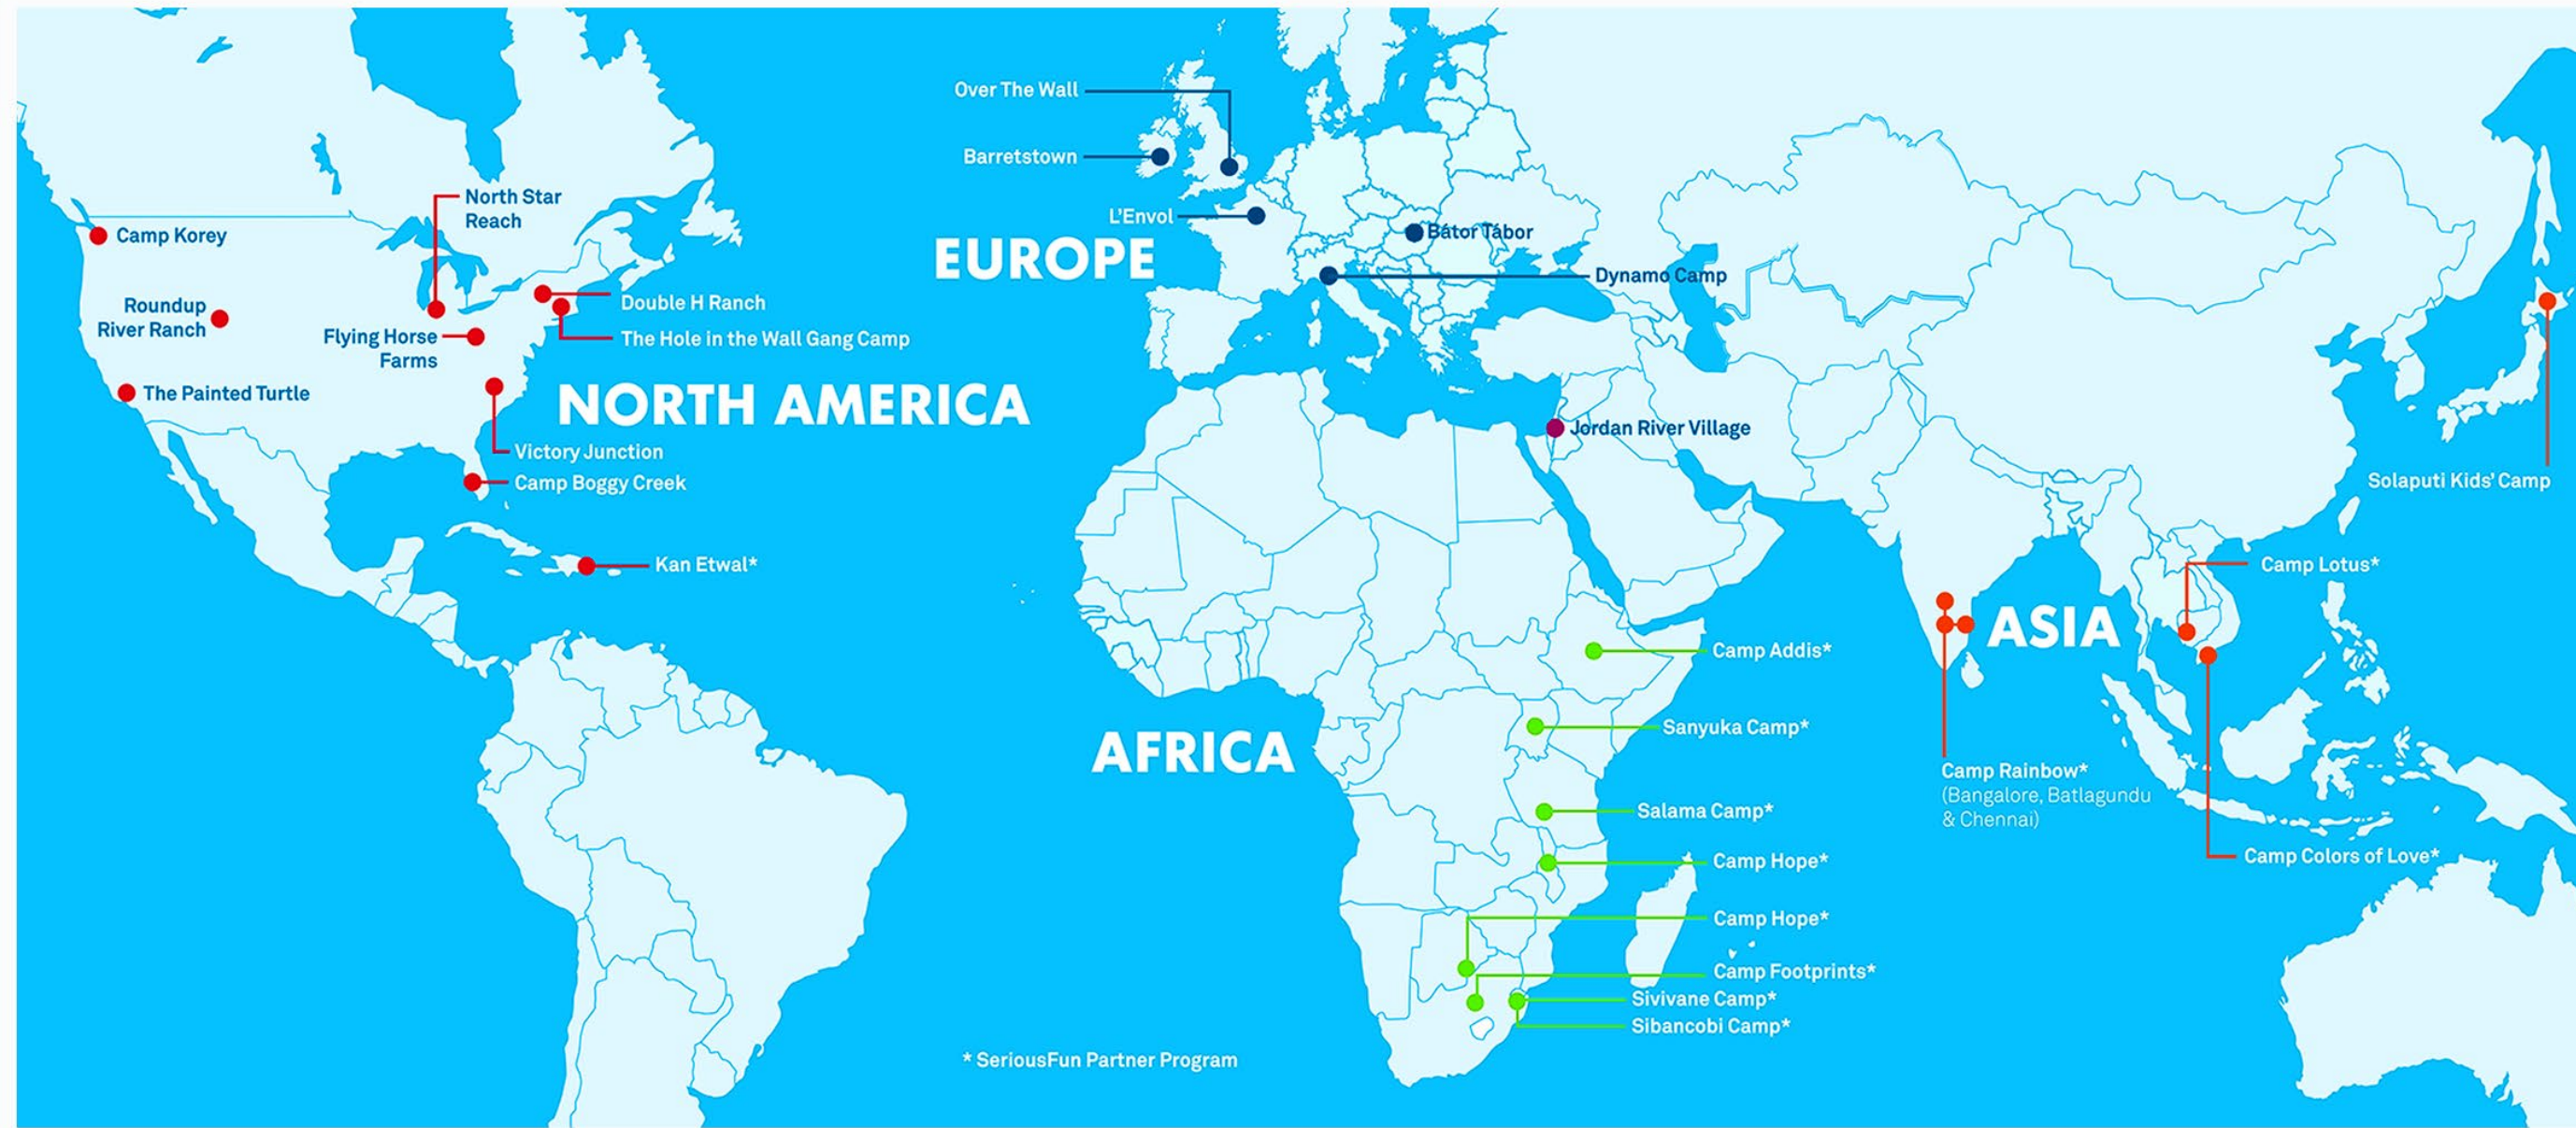 Over The Wall
Barretstown
L'Envol
EUROPE
Bátor Tábor
Dynamo Camp
North Star
Reach
Camp Korey
Roundup
River Ranch
Double H Ranch
Flying Horse
Farms
The Hole in the Wall Gang Camp
The Painted Turtle
NORTH AMERICA
Victory Junction
Camp Boggy Creek
Kan Etwal*
Jordan River Village
Solaputi Kids' Camp
Camp Lotus*
ASIA
Camp Rainbow*
(Bangalore, Batlagundu
& Chennai)
Camp Colors of Love*
AFRICA
Camp Addis*
Sanyuka Camp*
Salama Camp*
Camp Hope*
Camp Hope*
Camp Footprints*
Sivivane Camp*
Sibancobi Camp*
* SeriousFun Partner Program